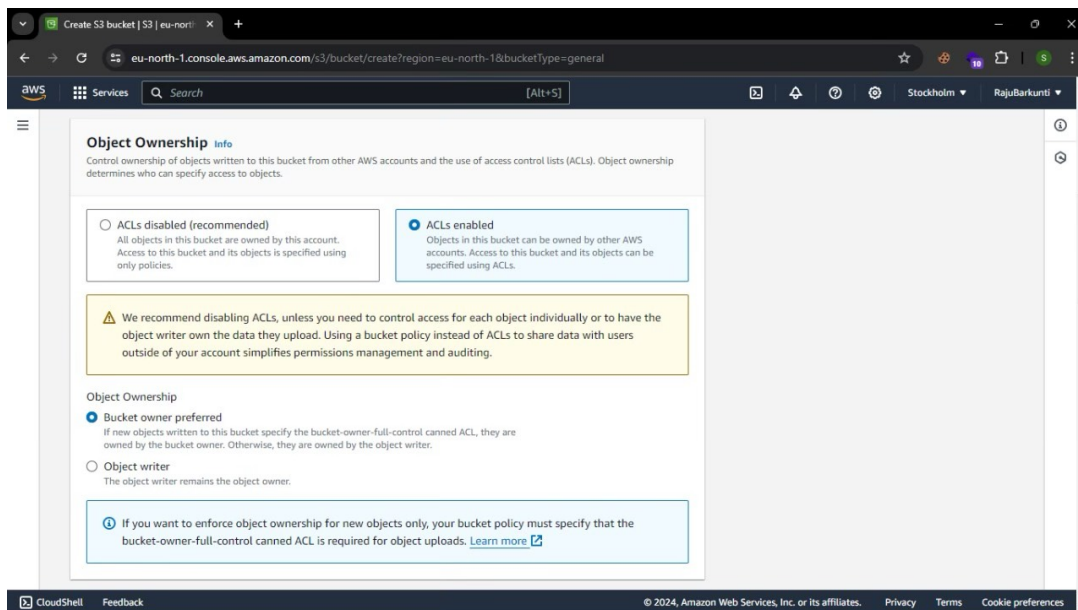 Create S3 bucket | S3 | eu-north
eu-north-1.console.aws.amazon.com/s3/bucket/create?region=eu-north-1&bucketType=general
10
S
aws
Services
Search
[Alt+S]
Stockholm
RajuBarkunti
Object Ownership Info
Control ownership of objects written to this bucket from other AWS accounts and the use of access control lists (ACLs). Object ownership
determines who can specify access to objects.
ACLs disabled (recommended)
All objects in this bucket are owned by this account.
Access to this bucket and its objects is specified using
only policies.
ACLs enabled
Objects in this bucket can be owned by other AWS
accounts. Access to this bucket and its objects can be
specified using ACLs.
We recommend disabling ACLs, unless you need to control access for each object individually or to have the
object writer own the data they upload. Using a bucket policy instead of ACLs to share data with users
outside of your account simplifies permissions management and auditing.
Object Ownership
Bucket owner preferred
If new objects written to this bucket specify the bucket-owner-full-control canned ACL, they are
owned by the bucket owner. Otherwise, they are owned by the object writer.
Object writer
The object writer remains the object owner.
If you want to enforce object ownership for new objects only, your bucket policy must specify that the
bucket-owner-full-control canned ACL is required for object uploads. Learn more
CloudShell
Feedback
© 2024, Amazon Web Services, Inc. or its affiliates.
Privacy
Terms
Cookie preferences